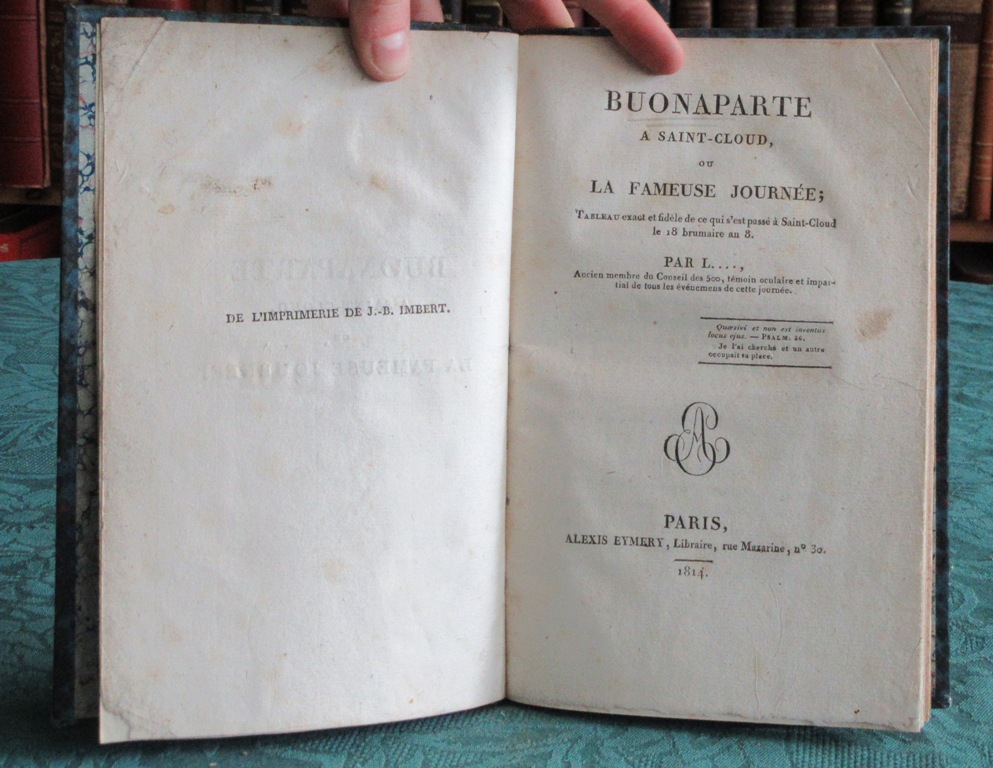 DE L'IMPRIMERIE DE J.-B. IMBERT.
BUONAPARTE
A SAINT-CLOUD,
OU
LA FAMEUSE JOURNÉE;
TABLEAU exact et fidèle de ce qui s'est passé à Saint-Cloud
le 18 brumaire an 8.
PAR L....,
Ancien membre du Conseil des 500, témoin oculaire et impar-
tial de tous les événemens de cette journée.
Quœsivi et non est inventus
locus ejus. — PSALM. 36.
Je l'ai cherché et un autre
occupait sa place.
PARIS,
ALEXIS EYMERY, Libraire, rue Mazarine, nº 30.
1814.